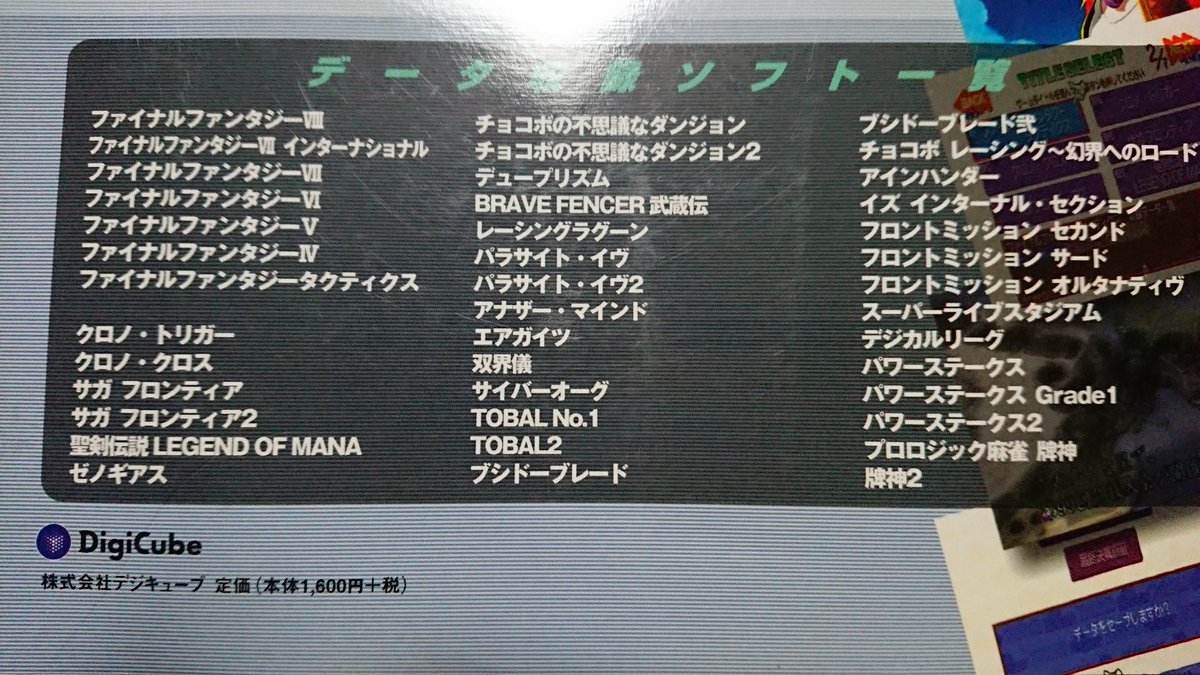 データ収録ソフト一覧
ファイナルファンタジーⅧ
ファイナルファンタジーⅦ インターナショナル
ファイナルファンタジーⅦ
ファイナルファンタジーⅥ
ファイナルファンタジーⅤ
ファイナルファンタジーⅣ
ファイナルファンタジータクティクス
クロノ・トリガー
クロノ・クロス
サガ フロンティア
サガ フロンティア2
聖剣伝説 LEGEND OF MANA
ゼノギアス
チョコボの不思議なダンジョン
チョコボの不思議なダンジョン2
デュープリズム
BRAVE FENCER 武蔵伝
レーシングラグーン
パラサイト・イヴ
パラサイト・イヴ2
アナザー・マインド
エアガイツ
双界儀
サイバーオーグ
TOBAL No.1
TOBAL2
ブシドーブレード
ブシドーブレード弐
チョコボ レーシング〜幻界へのロード
アインハンダー
イズ インターナル・セクション
フロントミッション セカンド
フロントミッション サード
フロントミッション オルタナティヴ
スーパーライブスタジアム
デジカルリーグ
パワーステークス
パワーステークス Grade1
パワーステークス2
プロロジック麻雀 牌神
牌神2
DigiCube
株式会社デジキューブ 定価(本体1,600円+税)
TITLE SELECT
データをセーブしますか?